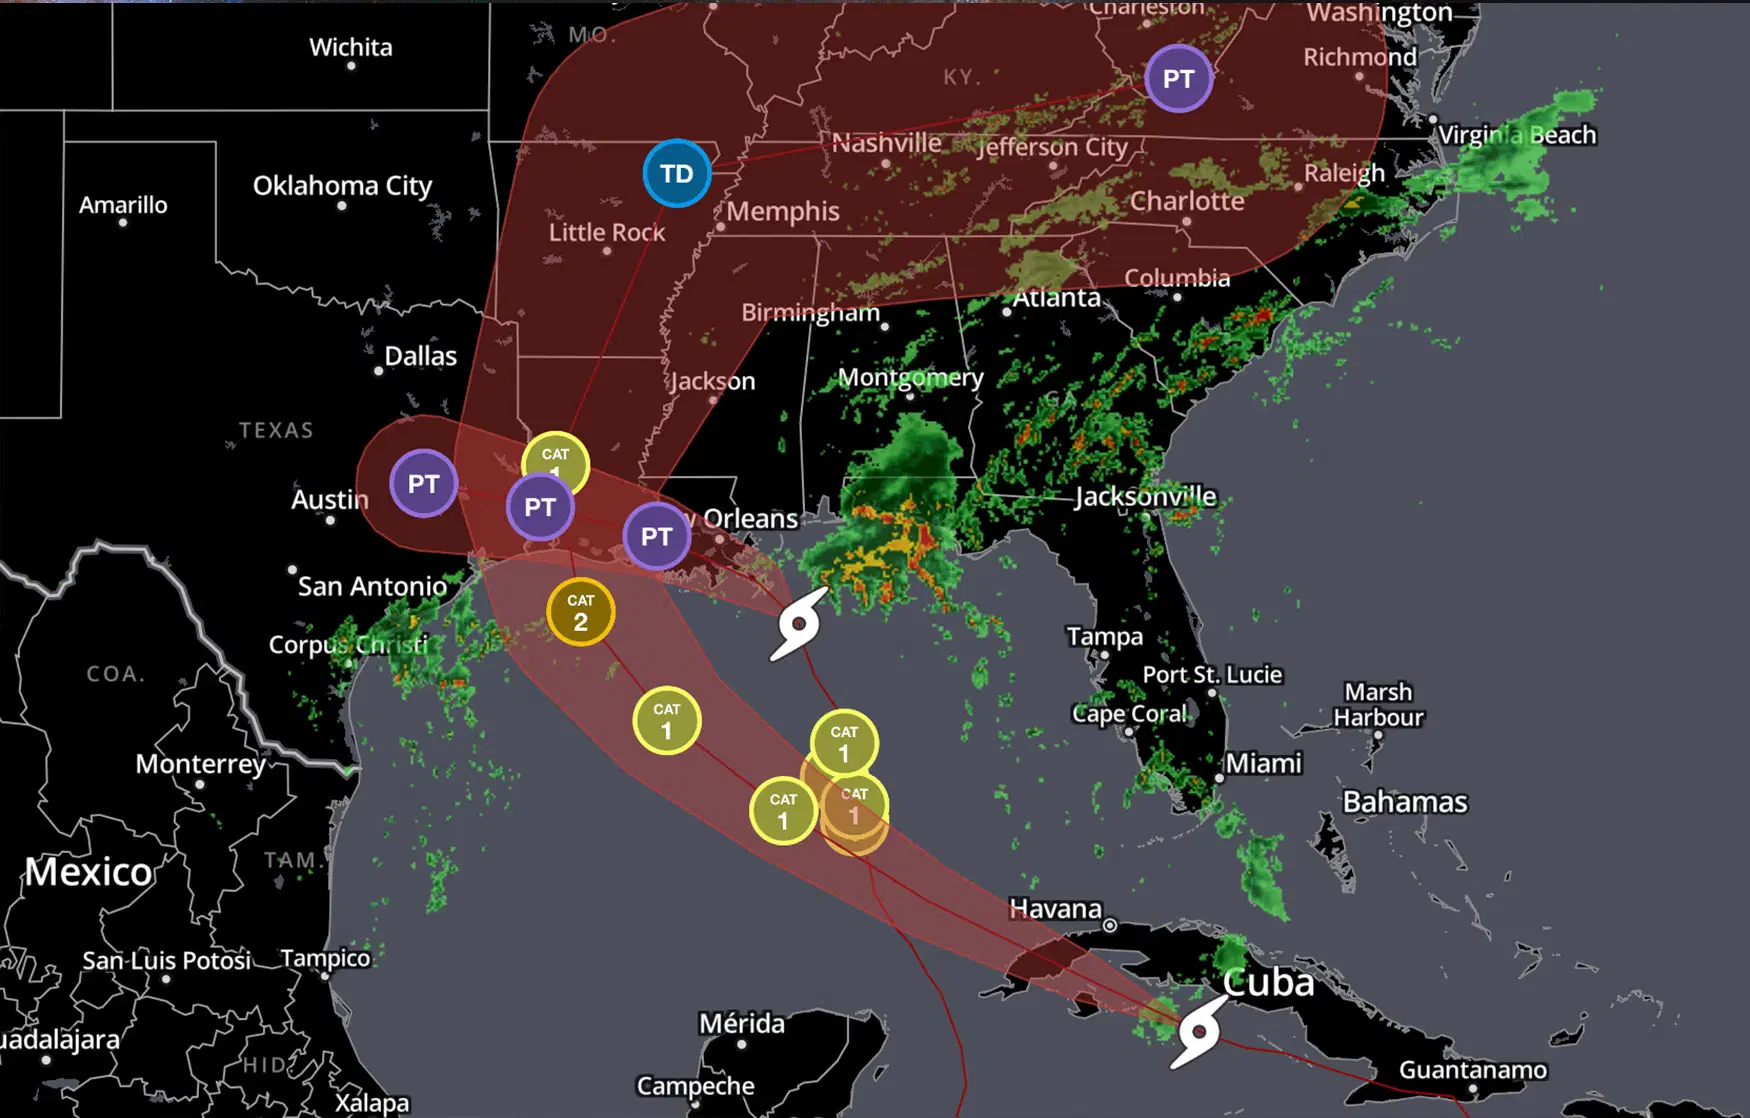 Charleston
Washington
MO.
Wichita
Richmond
KY.
PT
Virginia Beach
Nashville
Jefferson City
TD
Raleigh
Oklahoma City
Amarillo
Charlotte
Memphis
Little Rock
Columbia
Atlanta
Birmingham
Dallas
Jackson
Montgomery
GA
TEXAS
CAT
1
PT
Austin
PT
Jacksonville
w Orleans
PT
San Antonio
CAT
2
Corpus Christi
Tampa
COA.
Port St. Lucie
Marsh
Harbour
Cape Coral
CAT
1
CAT
1
Monterrey
Miami
CAT
1
CAT
1
Bahamas
TAM.
Mexico
Havana
San Luis Potosi
Tampico
Cuba
Mérida
uadalajara
HID.
Campeche
Guantanamo
Xalapa